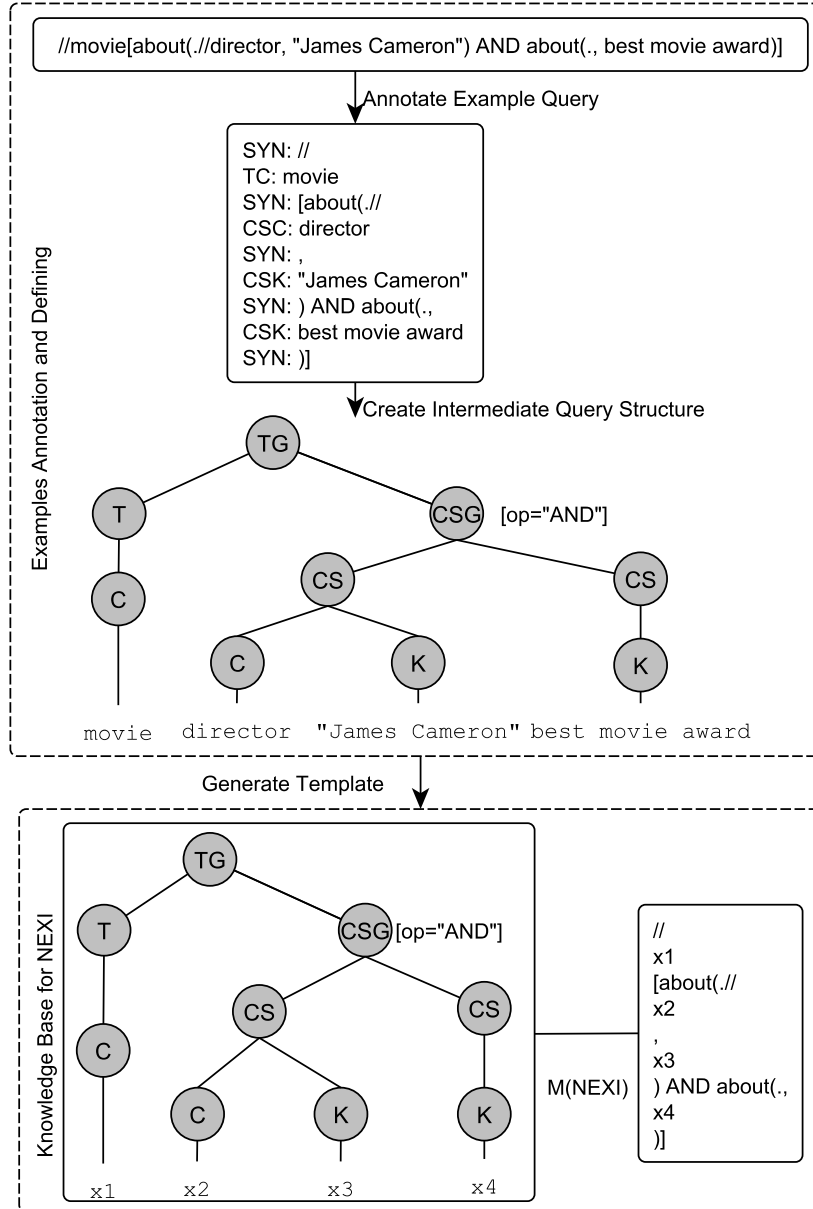 //movie[about(.//director, "James Cameron") AND about(., best movie award)]
Annotate Example Query
SYN: //
TC: movie
SYN: [about(.//
CSC: director
SYN: ,
CSK: "James Cameron"
SYN: ) AND about(.,
CSK: best movie award
SYN: )]
Create Intermediate Query Structure
Examples Annotation and Defining
TG
T
CSG [op="AND"]
C
CS
CS
C
K
K
movie director "James Cameron" best movie award
Generate Template
Knowledge Base for NEXI
TG
T
CSG [op="AND"]
CS
CS
C
C
K
K
x1 x2 x3 x4
M(NEXI)
//
x1
[about(.//
x2
,
x3
) AND about(.,
x4
)]